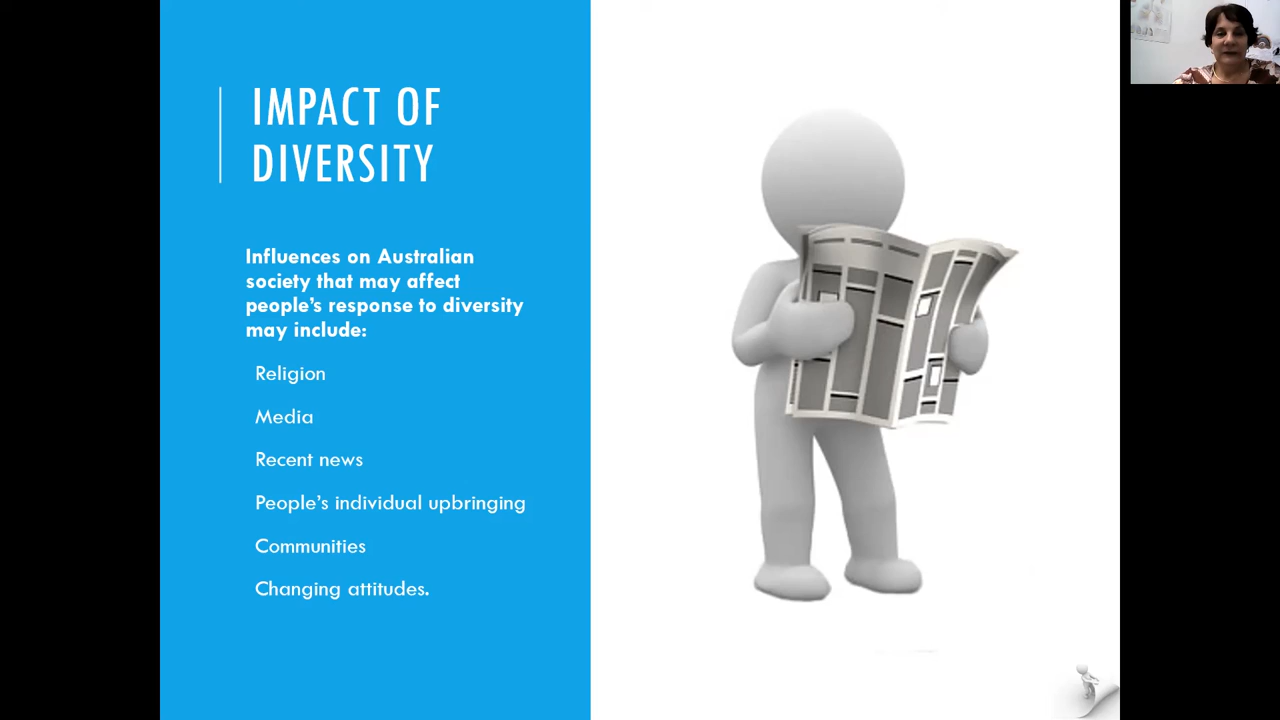 IMPACT OF
DIVERSITY
Influences on Australian
society that may affect
people's response to diversity
may include:
Religion
Media
Recent news
People's individual upbringing
Communities
Changing attitudes.